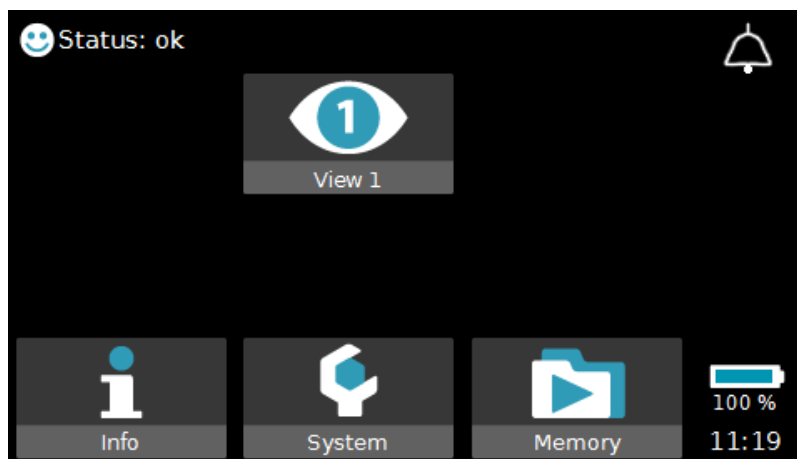 Status: ok
1
View 1
Info
System
Memory
100 %
11:19